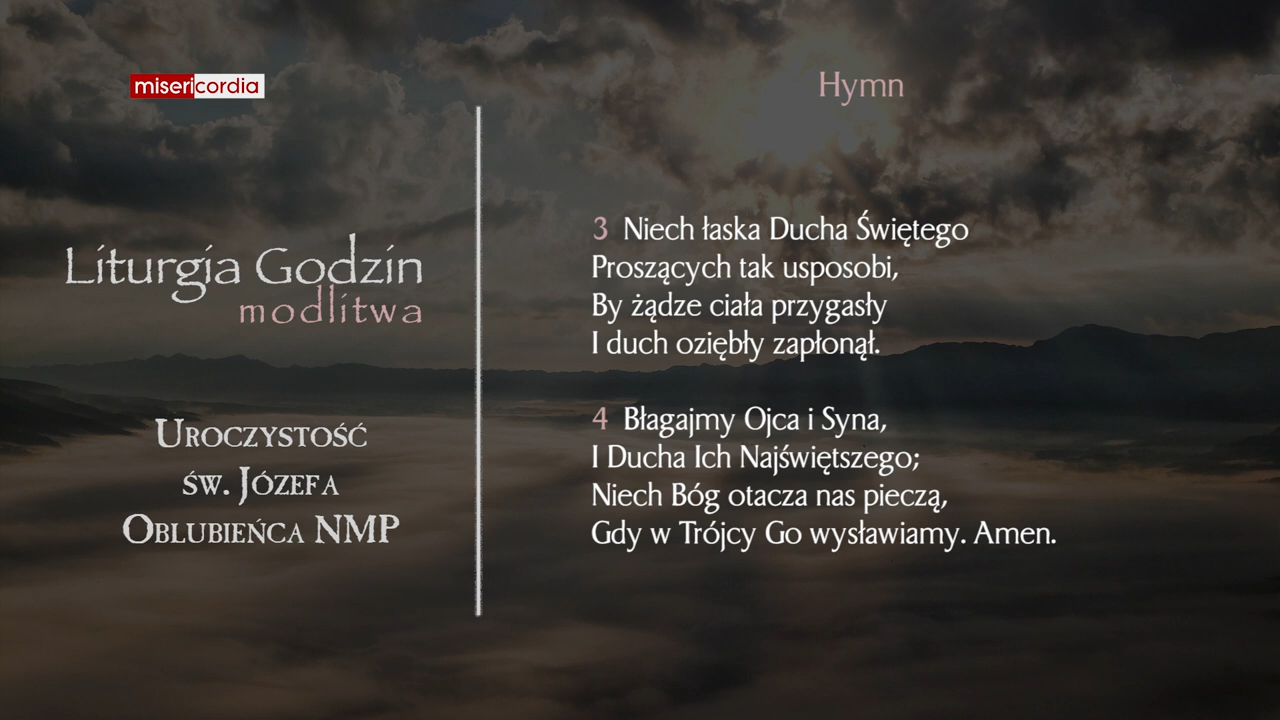 misericordia
Liturgia Godzin
modlitwa
Uroczystość
św. Józefa
Oblubieńca NMP
Hymn
3 Niech łaska Ducha Świętego
Proszących tak usposobi,
By żądze ciała przygasły
I duch oziębły zapłonął.
4 Błagajmy Ojca i Syna,
I Ducha Ich Najświętszego;
Niech Bóg otacza nas pieczą,
Gdy w Trójcy Go wysławiamy. Amen.